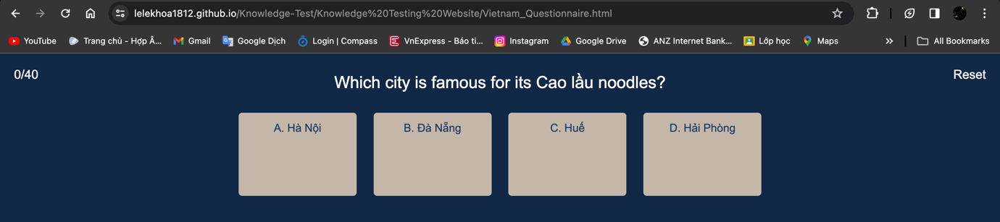 lelekhoa1812.github.io/Knowledge-Test/Knowledge%20Testing%20Website/Vietnam_Questionnaire.html
YouTube Trang chủ - Hợp Â... Gmail Google Dịch Login | Compass VnExpress - Báo ti... Instagram Google Drive ANZ Internet Bank... Lớp học Maps » All Bookmarks
0/40
Which city is famous for its Cao lầu noodles?
Reset
A. Hà Nội
B. Đà Nẵng
C. Huế
D. Hải Phòng